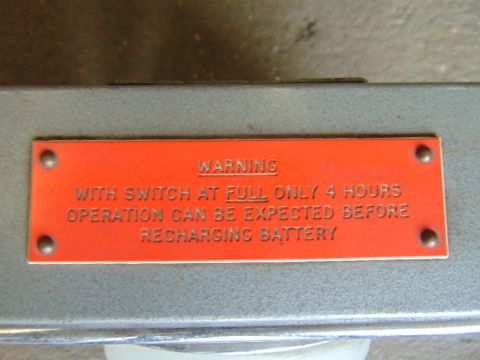 WARNING
WITH SWITCH AT FULL ONLY 4 HOURS
OPERATION CAN BE EXPECTED BEFORE
RECHARGING BATTERY